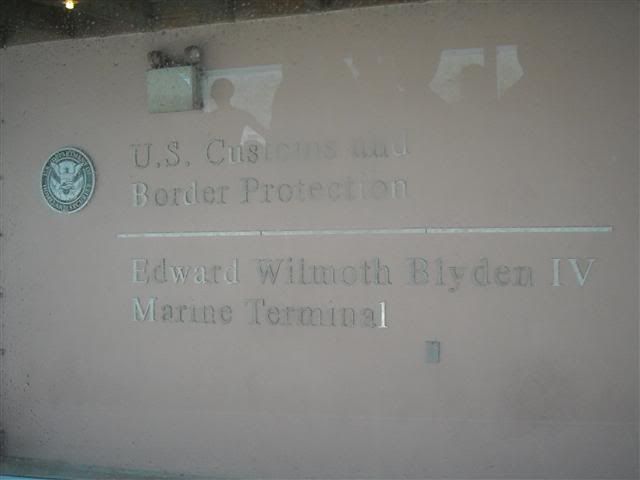 U.S. Customs and
Border Protection
Edward Wilmoth Blyden IV
Marine Terminal